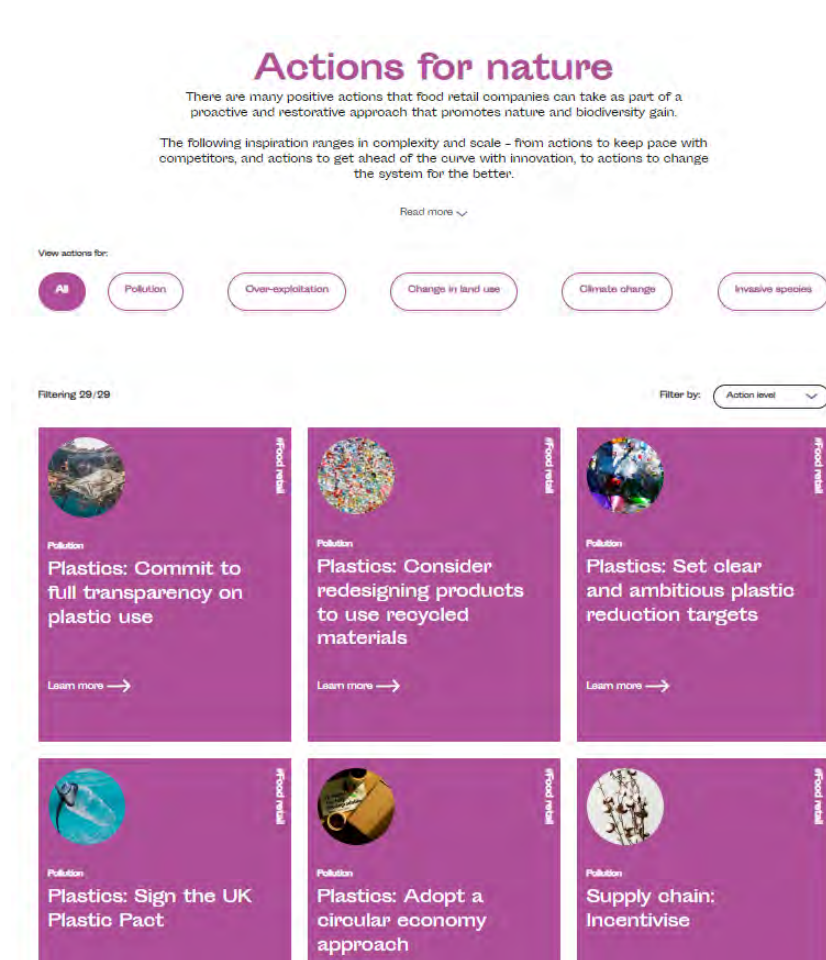 Actions for nature
There are many positive actions that food retail companies can take as part of a
proactive and restorative approach that promotes nature and biodiversity gain.
The following inspiration ranges in complexity and scale - from actions to keep pace with
competitors, and actions to get ahead of the curve with innovation, to actions to change
the system for the better.
Read more
View actions for:
All
Pollution
Over-exploitation
Change in land use
Climate change
Invasive species
Filtering 29/29
Filter by:
Action level
#Food retail
Pollution
Plastics: Commit to
full transparency on
plastic use
Learn more
#Food retail
Pollution
Plastics: Consider
redesigning products
to use recycled
materials
Learn more
#Food retail
Pollution
Plastics: Set clear
and ambitious plastic
reduction targets
Learn more
#Food retail
Pollution
Plastics: Sign the UK
Plastic Pact
#Food retail
Pollution
Plastics: Adopt a
circular economy
approach
#Food retail
Pollution
Supply chain:
Incentivise